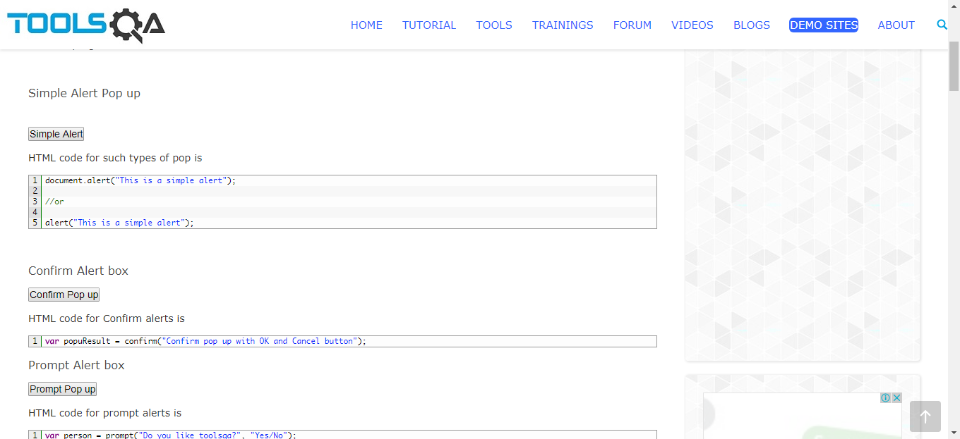 TOOLSQA
HOME TUTORIAL TOOLS TRAININGS FORUM VIDEOS BLOGS DEMO SITES ABOUT
Simple Alert Pop up
Simple Alert
HTML code for such types of pop is
1 document.alert("This is a simple alert");
2
3 //or
4
5 alert("This is a simple alert");
Confirm Alert box
Confirm Pop up
HTML code for Confirm alerts is
1 var popuResult = confirm("Confirm pop up with OK and Cancel button");
Prompt Alert box
Prompt Pop up
HTML code for prompt alerts is
1 var person = prompt("Do you like toolsqa?", "Yes/No");